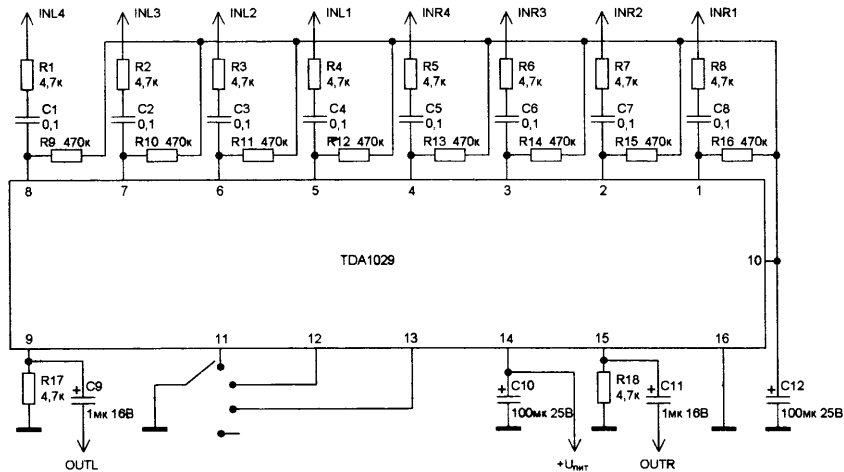 INL4 INL3 INL2 INL1 INR4 INR3 INR2 INR1
R1 R2 R3 R4 R5 R6 R7 R8
4,7к 4,7к 4,7к 4,7к 4,7к 4,7к 4,7к 4,7к
C1 C2 C3 C4 C5 C6 C7 C8
0,1 0,1 0,1 0,1 0,1 0,1 0,1 0,1
R9 470к R10 470к R11 470к R12 470к R13 470к R14 470к R15 470к R16 470к
8 7 6 5 4 3 2 1
TDA1029 10
9 11 12 13 14 15 16
R17 + C9 + C10 R18 + C11 + C12
4,7к 1мк 16В 100мк 25В 4,7к 1мк 16В 100мк 25В
OUTL +Uпит OUTR